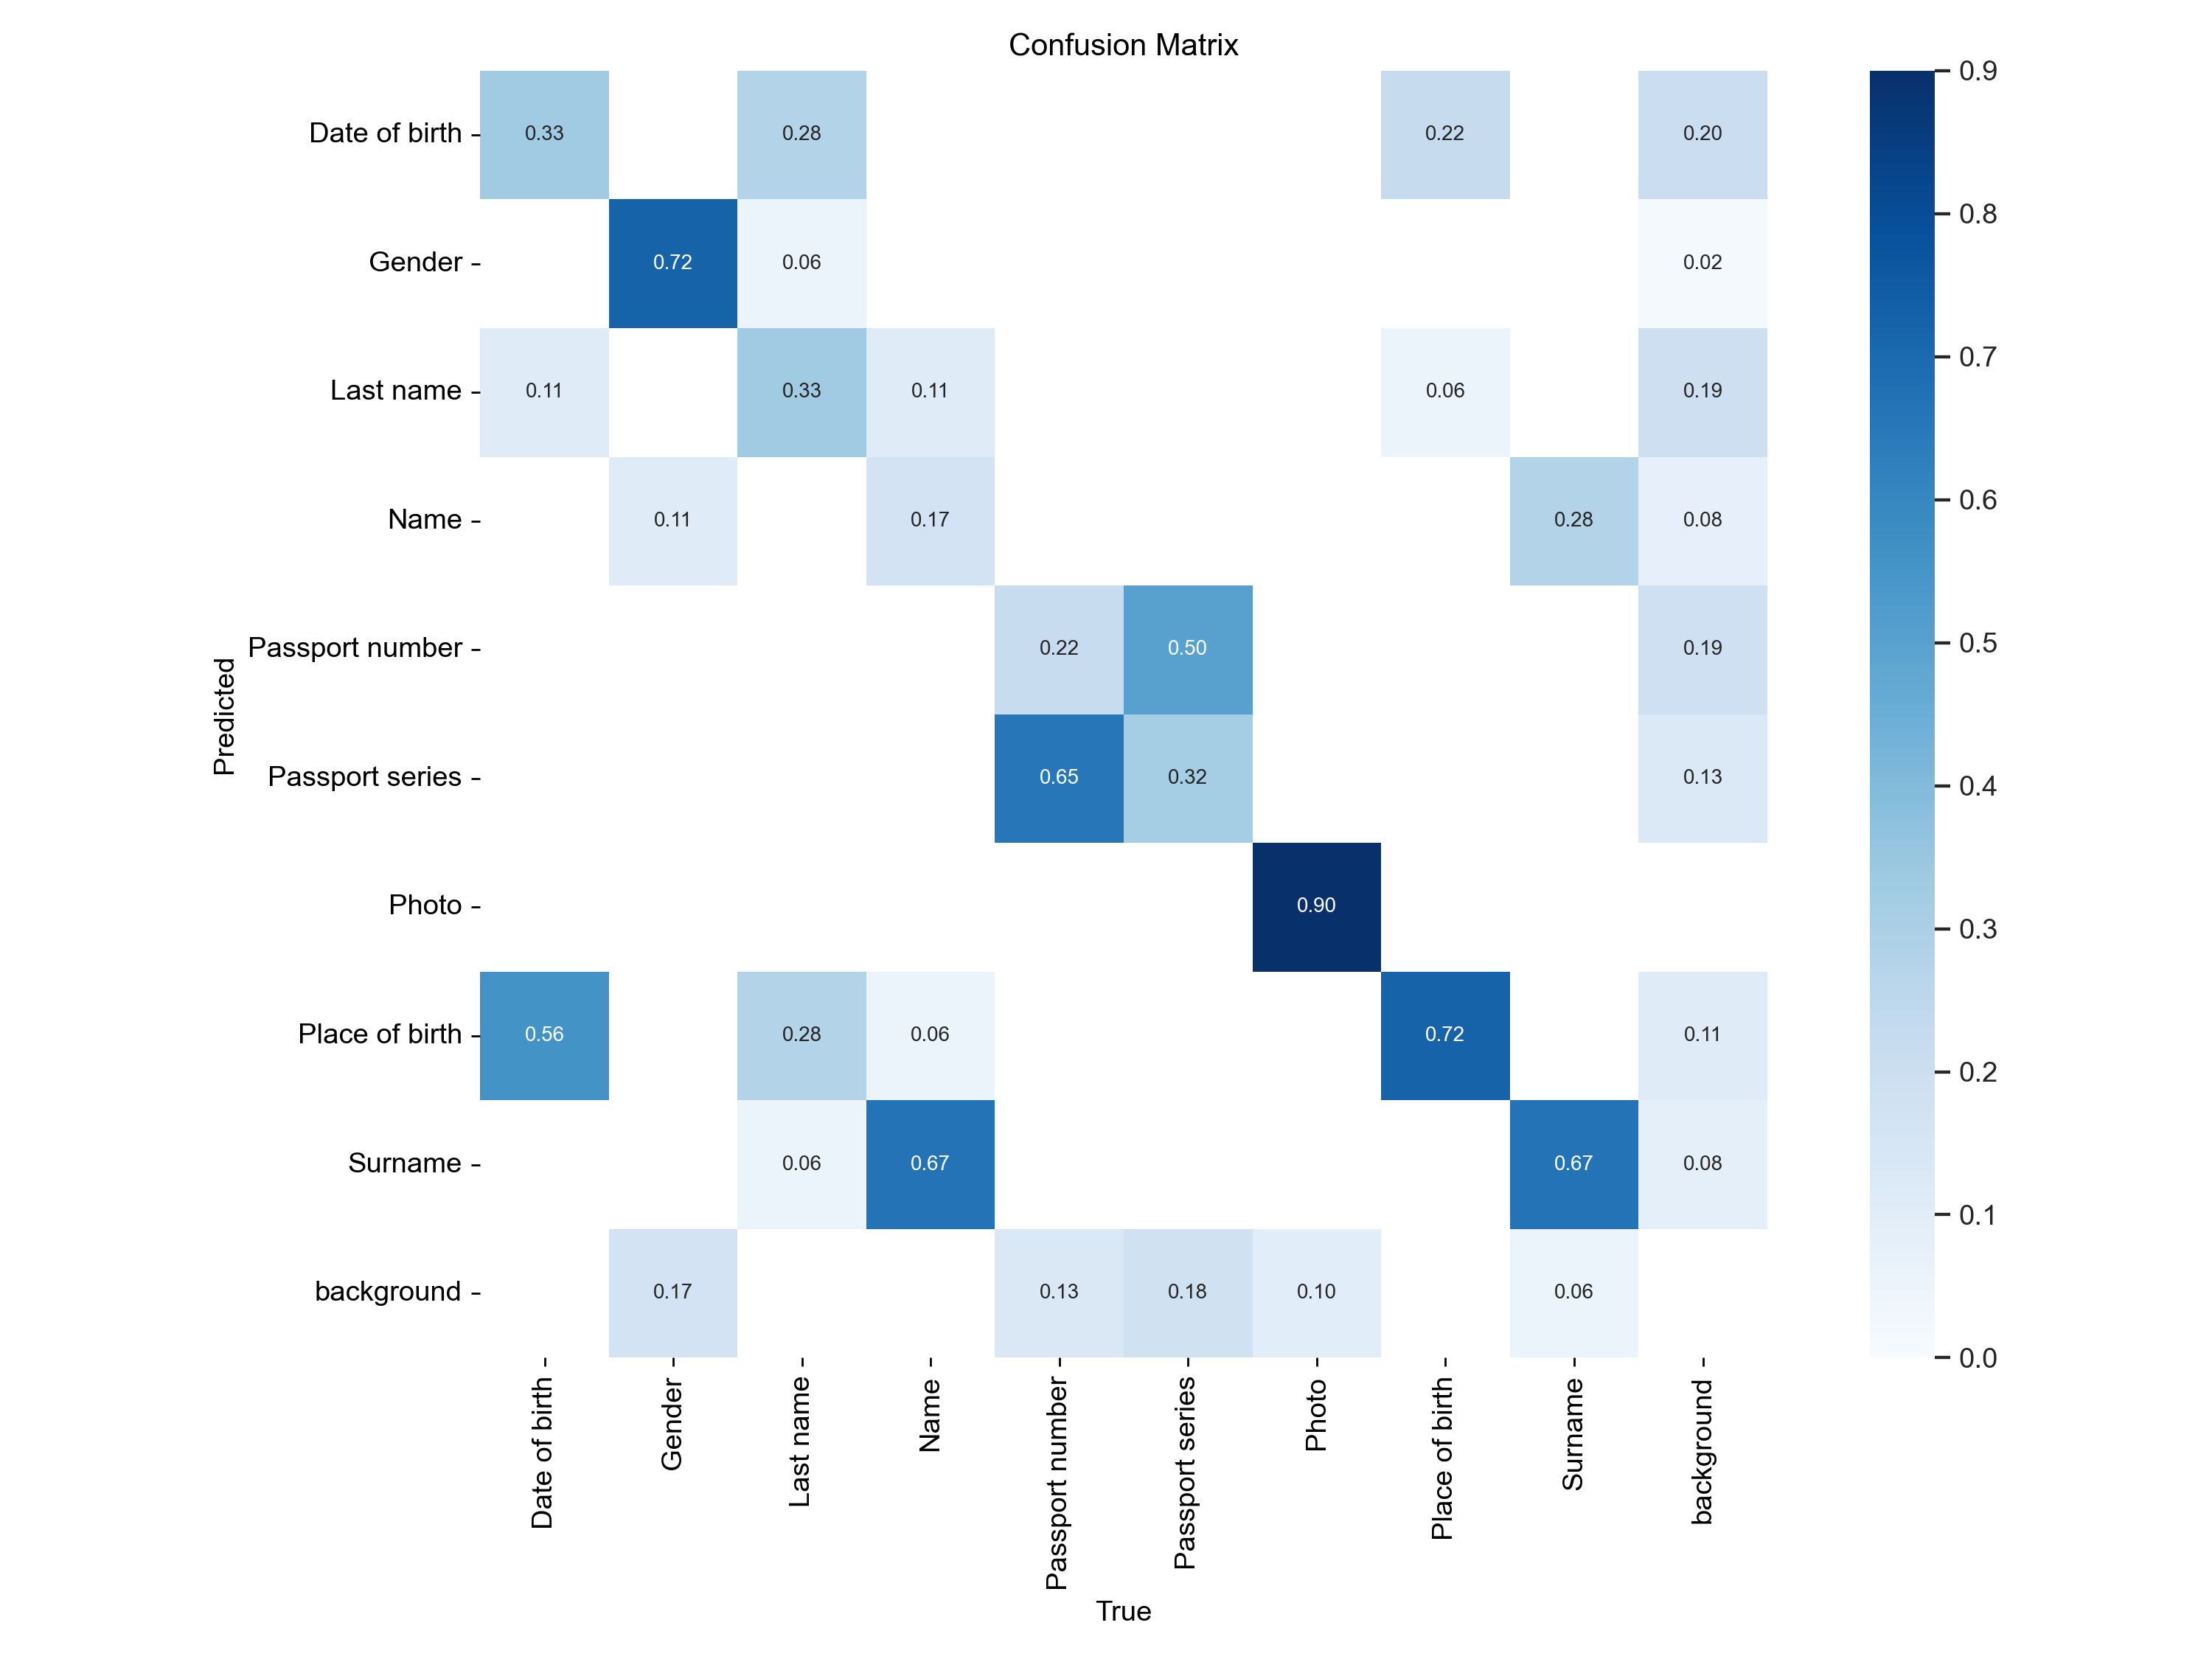 Confusion Matrix
Date of birth 0.33 0.28 0.22 0.20
Gender 0.72 0.06 0.02
Last name 0.11 0.33 0.11 0.06 0.19
Name 0.11 0.17 0.28 0.08
Passport number 0.22 0.50 0.19
Passport series 0.65 0.32 0.13
Photo 0.90
Place of birth 0.56 0.28 0.06 0.72 0.11
Surname 0.06 0.67 0.67 0.08
background 0.17 0.13 0.18 0.10 0.06
Predicted
Date of birth
Gender
Last name
Name
Passport number
Passport series
Photo
Place of birth
Surname
background
True
0.9
0.8
0.7
0.6
0.5
0.4
0.3
0.2
0.1
0.0